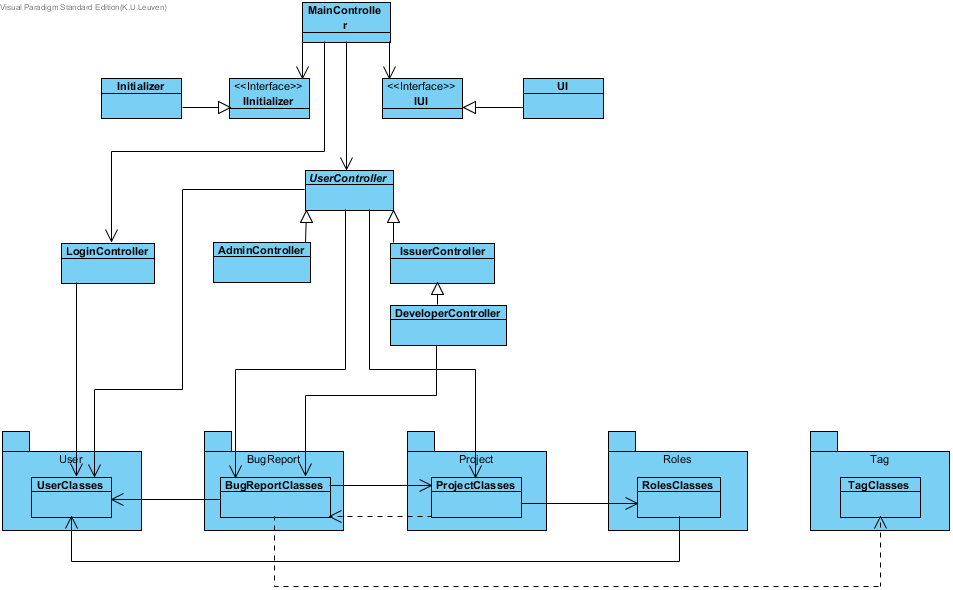 Visual Paradigm Standard Edition(K.U.Leuven)
MainControlle
r
Initializer
<<Interface>>
IInitializer
<<Interface>>
IUI
UI
UserController
LoginController
AdminController
IssuerController
DeveloperController
User
BugReport
Project
Roles
Tag
UserClasses
BugReportClasses
ProjectClasses
RolesClasses
TagClasses